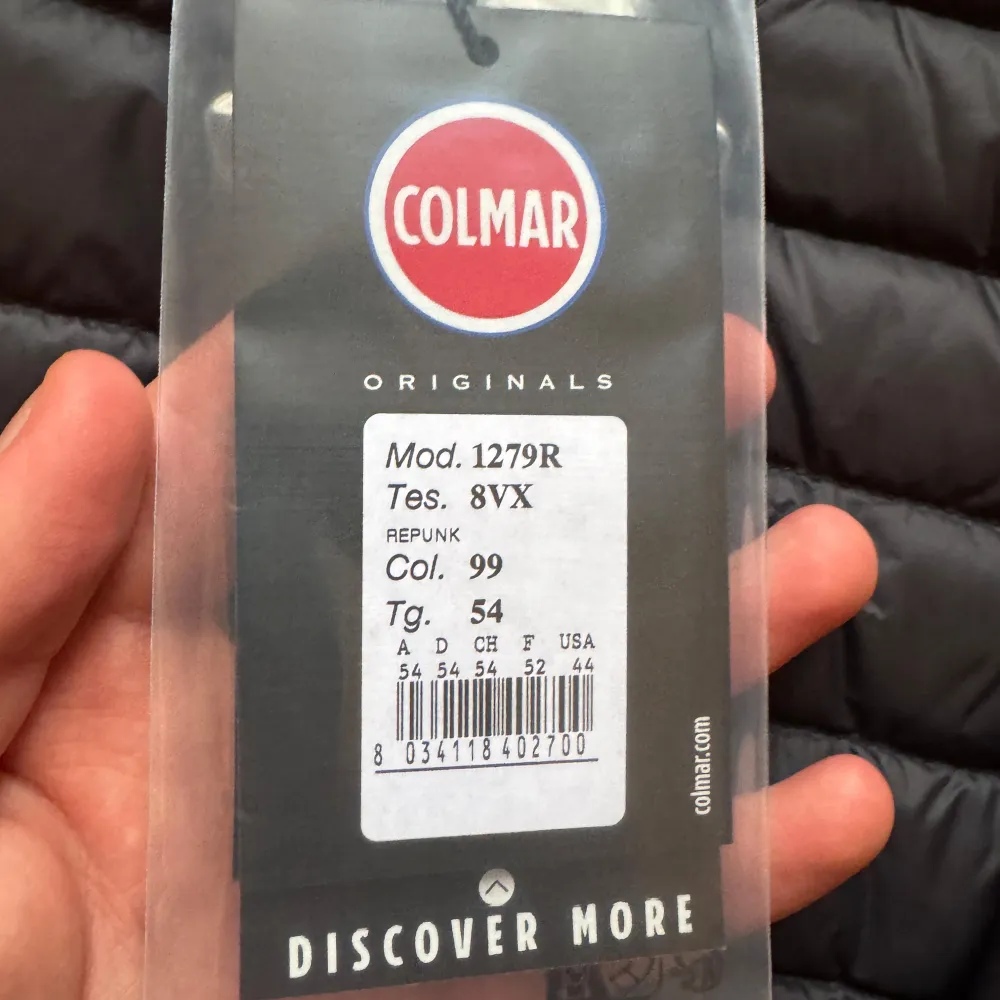 COLMAR
ORIGINALS
Mod. 1279R
Tes. 8VX
REPUNK
Col. 99
Tg. 54
A D CH F USA
54 54 54 52 44
8 034118 402700
colmar.com
DISCOVER MORE